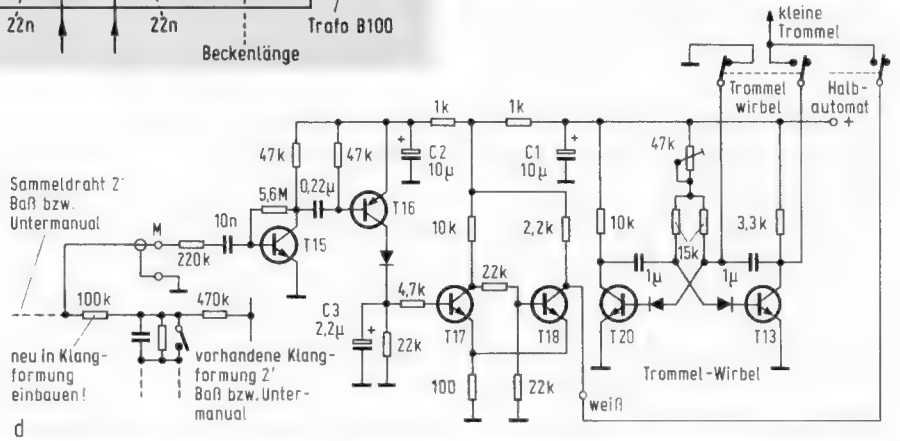 22n
22n
Trafo B100
Beckenlänge
kleine
Trommel
Trommel
wirbel
Halb-
automat
+
1k
1k
47k
47k
+
C2
10µ
+
C1
10µ
47k
Sammeldraht 2'
Baß bzw.
Untermanual
5,6M
0,22µ
T16
10k
2,2k
10k
15k
3,3k
M
10n
T15
220k
22k
1µ
1µ
100k
470k
C3
2,2µ
+
4,7k
22k
T17
T18
T20
T13
neu in Klang-
formung
einbauen!
vorhandene Klang-
formung 2'
Baß bzw. Unter-
manual
100
22k
weiß
Trommel-Wirbel
d